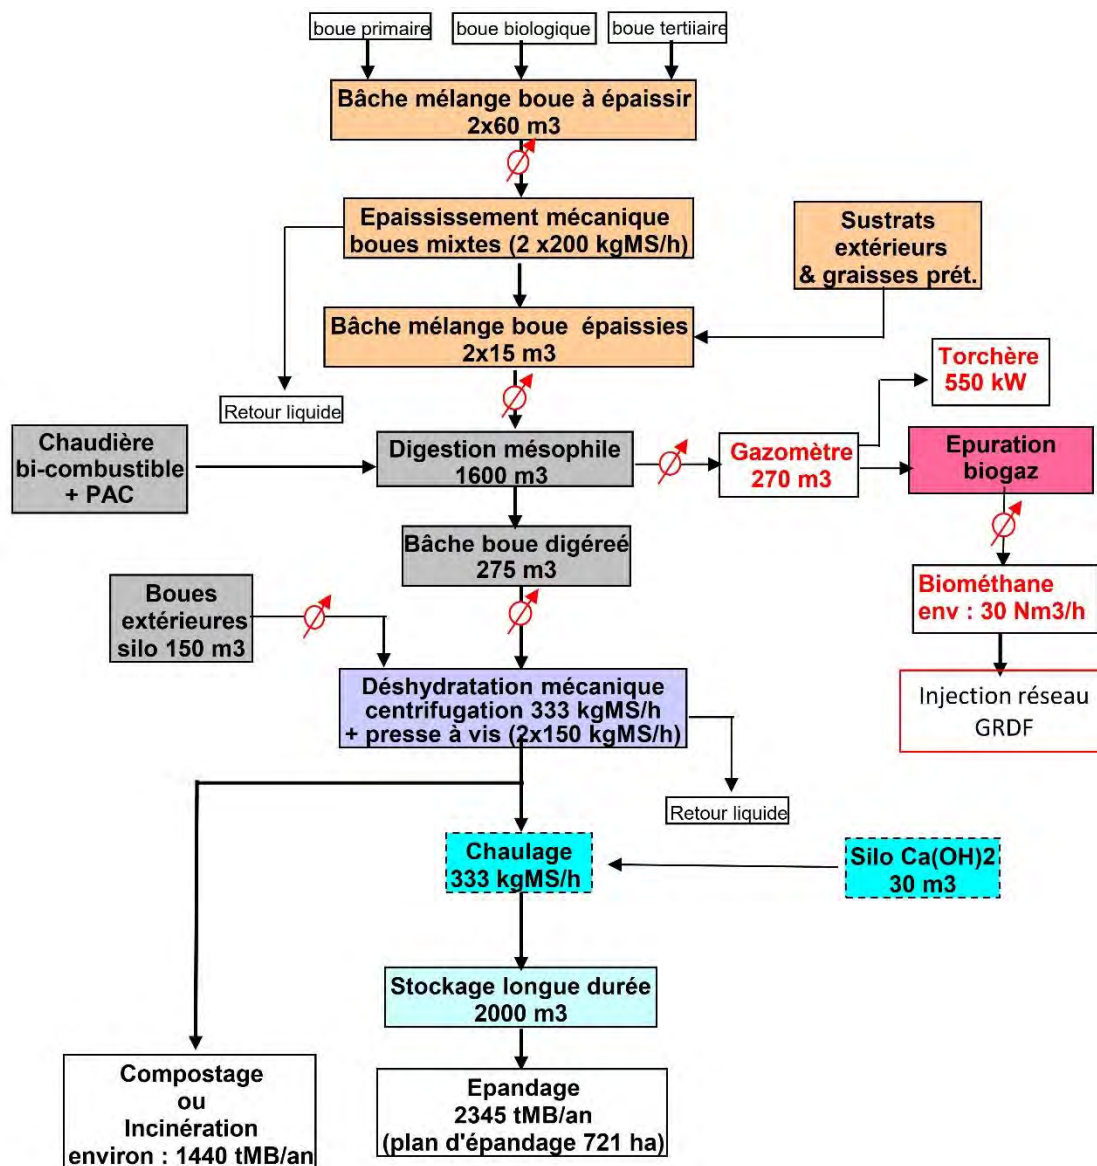 boue primaire
boue biologique
boue tertiiaire
Bâche mélange boue à épaissir
2x60 m3
Epaississement mécanique
boues mixtes (2 x200 kgMS/h)
Sustrats
extérieurs
& graisses prét.
Bâche mélange boue épaissies
2x15 m3
Torchère
550 kW
Retour liquide
Chaudière
bi-combustible
+ PAC
Digestion mésophile
1600 m3
Gazomètre
270 m3
Epuration
biogaz
Bâche boue digéreé
275 m3
Boues
extérieures
silo 150 m3
Biométhane
env : 30 Nm3/h
Déshydratation mécanique
centrifugation 333 kgMS/h
+ presse à vis (2x150 kgMS/h)
Injection réseau
GRDF
Retour liquide
Chaulage
333 kgMS/h
Silo Ca(OH)2
30 m3
Stockage longue durée
2000 m3
Compostage
ou
Incinération
environ : 1440 tMB/an
Epandage
2345 tMB/an
(plan d'épandage 721 ha)